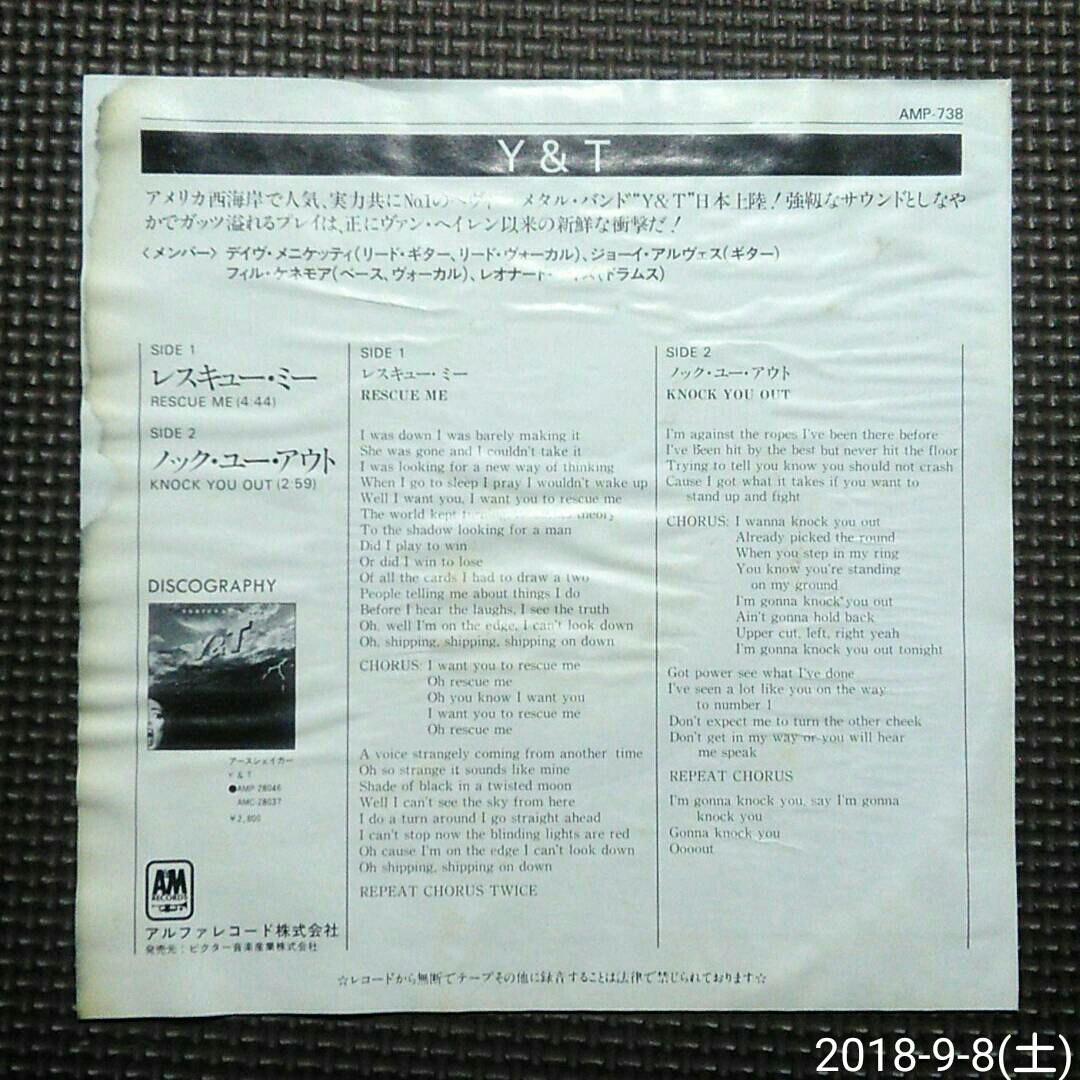 AMP-738
Y & T
アメリカ西海岸で人気、実力共にNo.1のヘヴィ メタル・バンド“Y&T”日本上陸！強靱なサウンドとしなや
かでガッツ溢れるプレイは、正にヴァン・ヘイレン以来の新鮮な衝撃だ！
〈メンバー〉デイヴ・メニケッティ(リード・ギター、リード・ヴォーカル)、ジョーイ・アルヴェス(ギター)
フィル・ケネモア(ベース、ヴォーカル)、レオナード (ドラムス)
SIDE 1
レスキュー・ミー
RESCUE ME (4:44)
SIDE 2
ノック・ユー・アウト
KNOCK YOU OUT (2:59)
DISCOGRAPHY
アースシェイカー
Y & T
●AMP-28046
AMC-28037
¥2,800
A&M
RECORDS
アルファレコード株式会社
発売元：ビクター音楽産業株式会社
SIDE 1
レスキュー・ミー
RESCUE ME
I was down I was barely making it
She was gone and I couldn't take it
I was looking for a new way of thinking
When I go to sleep I pray I wouldn't wake up
Well I want you, I want you to rescue me
The world kept theory
To the shadow looking for a man
Did I play to win
Or did I win to lose
Of all the cards I had to draw a two
People telling me about things I do
Before I hear the laughs, I see the truth
Oh, well I'm on the edge, I can't look down
Oh, shipping, shipping, shipping on down
CHORUS: I want you to rescue me
Oh rescue me
Oh you know I want you
I want you to rescue me
Oh rescue me
A voice strangely coming from another time
Oh so strange it sounds like mine
Shade of black in a twisted moon
Well I can't see the sky from here
I do a turn around I go straight ahead
I can't stop now the blinding lights are red
Oh cause I'm on the edge I can't look down
Oh shipping, shipping on down
REPEAT CHORUS TWICE
SIDE 2
ノック・ユー・アウト
KNOCK YOU OUT
I'm against the ropes I've been there before
I've Been hit by the best but never hit the floor
Trying to tell you know you should not crash
Cause I got what it takes if you want to
stand up and fight
CHORUS: I wanna knock you out
Already picked the round
When you step in my ring
You know you're standing
on my ground
I'm gonna knock you out
Ain't gonna hold back
Upper cut, left, right yeah
I'm gonna knock you out tonight
Got power see what I've done
I've seen a lot like you on the way
to number 1
Don't expect me to turn the other cheek
Don't get in my way or you will hear
me speak
REPEAT CHORUS
I'm gonna knock you, say I'm gonna
knock you
Gonna knock you
Oooout
☆レコードから無断でテープその他に録音することは法律で禁じられております☆
2018-9-8(土)